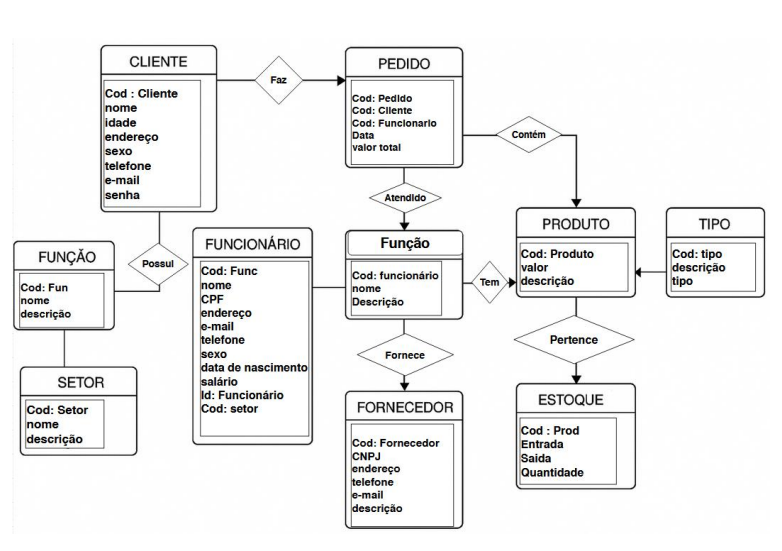 CLIENTE
Cod : Cliente
nome
idade
endereço
sexo
telefone
e-mail
senha
Faz
PEDIDO
Cod: Pedido
Cod: Cliente
Cod: Funcionario
Data
valor total
Contém
Atendido
PRODUTO
Cod: Produto
valor
descrição
TIPO
Cod: tipo
descrição
tipo
FUNÇÃO
Cod: Fun
nome
descrição
Possui
FUNCIONÁRIO
Cod: Func
nome
CPF
endereço
e-mail
telefone
sexo
data de nascimento
salário
Id: Funcionário
Cod: setor
Função
Cod: funcionário
nome
Descrição
Tem
Fornece
Pertence
SETOR
Cod: Setor
nome
descrição
FORNECEDOR
Cod: Fornecedor
CNPJ
endereço
telefone
e-mail
descrição
ESTOQUE
Cod : Prod
Entrada
Saida
Quantidade